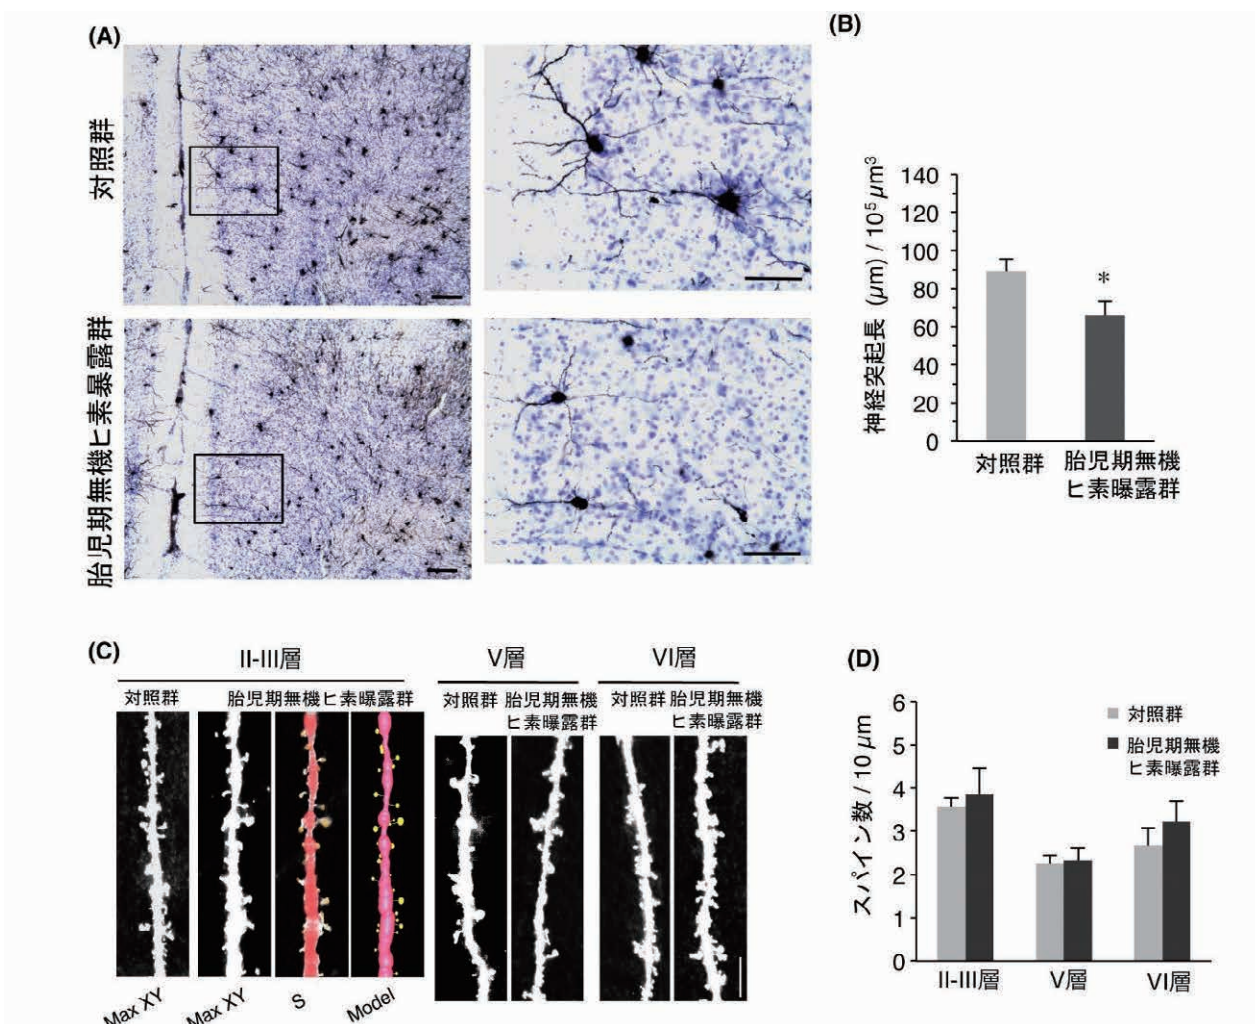 (A)
対照群
胎児期無機ヒ素暴露群
(B)
神経突起長 (μm) / 10⁵ μm³
140
120
100
80
60
40
20
0
*
対照群
胎児期無機
ヒ素曝露群
(C)
II-III層
V層
VI層
対照群
胎児期無機ヒ素曝露群
対照群
胎児期無機
ヒ素曝露群
対照群
胎児期無機
ヒ素曝露群
Max XY
Max XY
S
Model
(D)
スパイン数 / 10 μm
6
5
4
3
2
1
0
対照群
胎児期無機
ヒ素曝露群
II-III層
V層
VI層